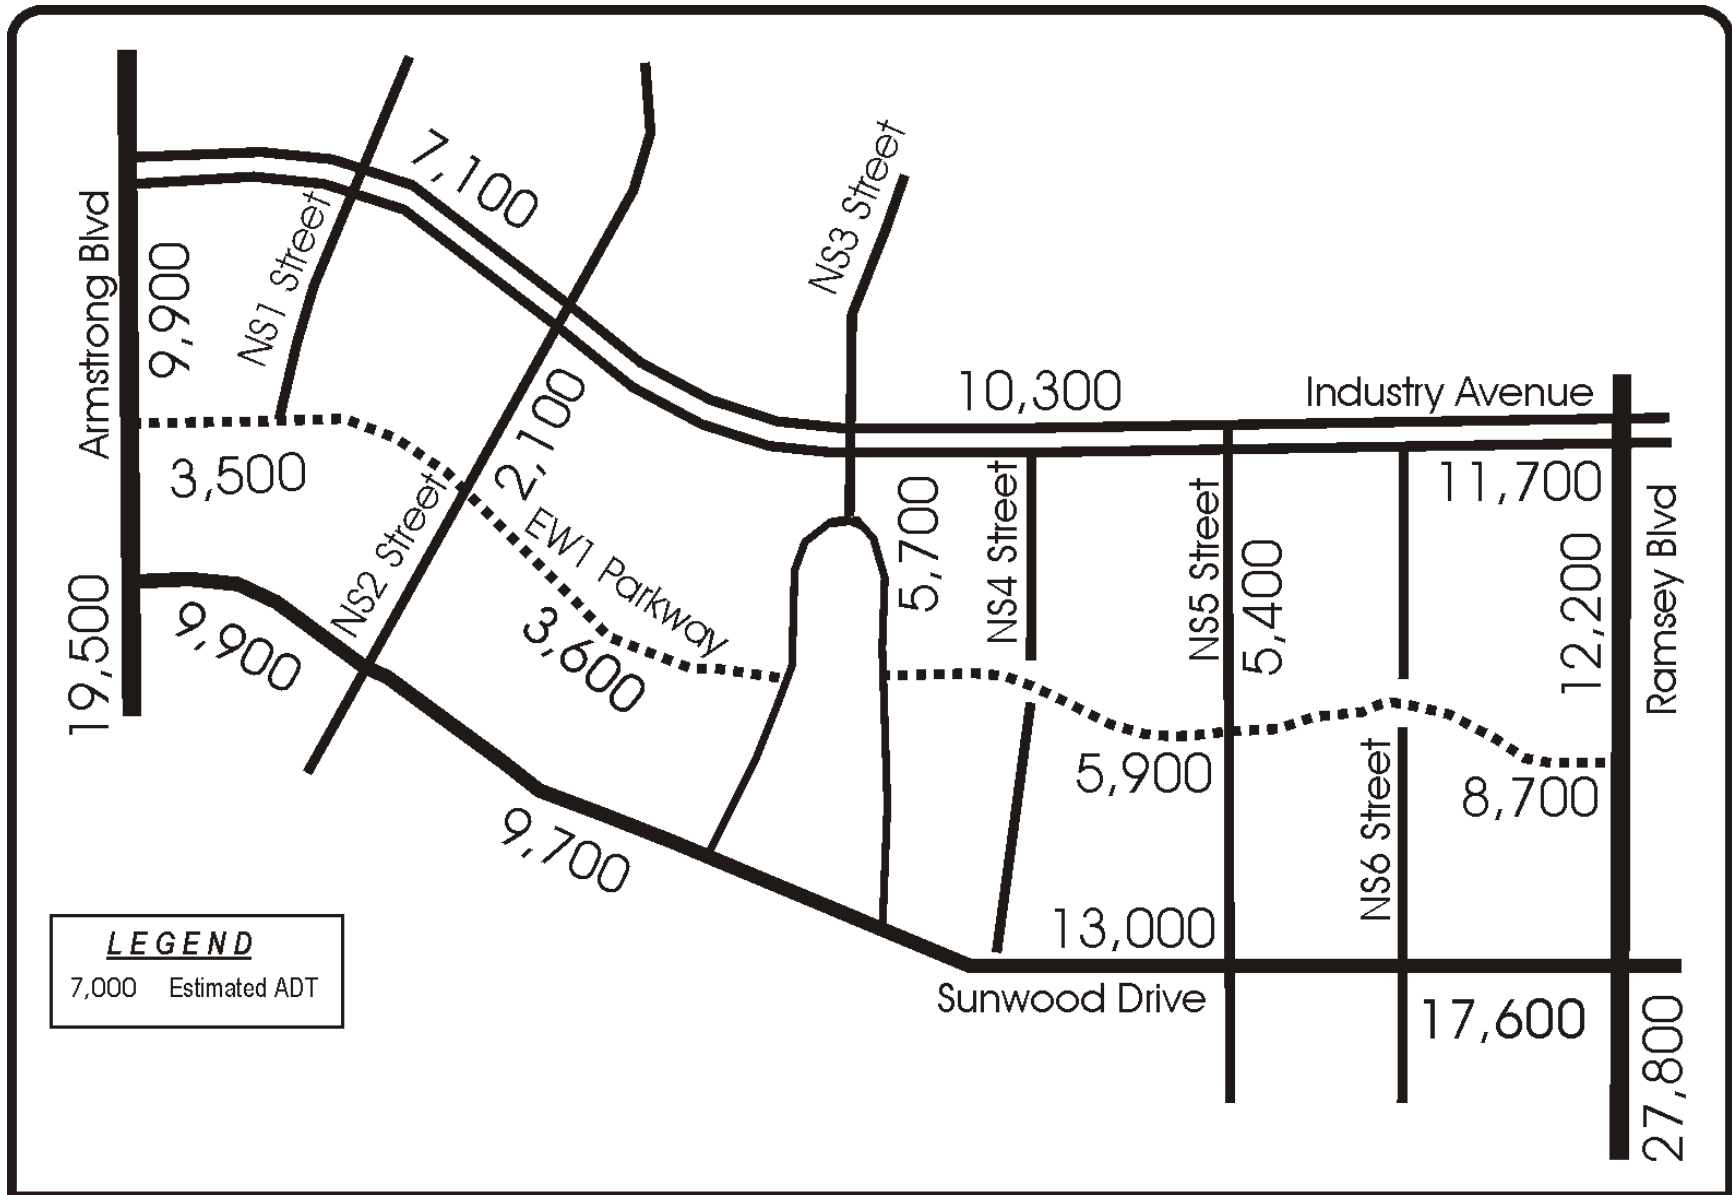 7,100
NS3 Street
Armstrong Blvd
9,900
NS1 Street
10,300
Industry Avenue
3,500
2,100
NS2 Street
EW1 Parkway
3,600
5,700
NS4 Street
NS5 Street
5,400
11,700
12,200
Ramsey Blvd
19,500
9,900
5,900
8,700
NS6 Street
9,700
13,000
Sunwood Drive
17,600
27,800
LEGEND
7,000 Estimated ADT